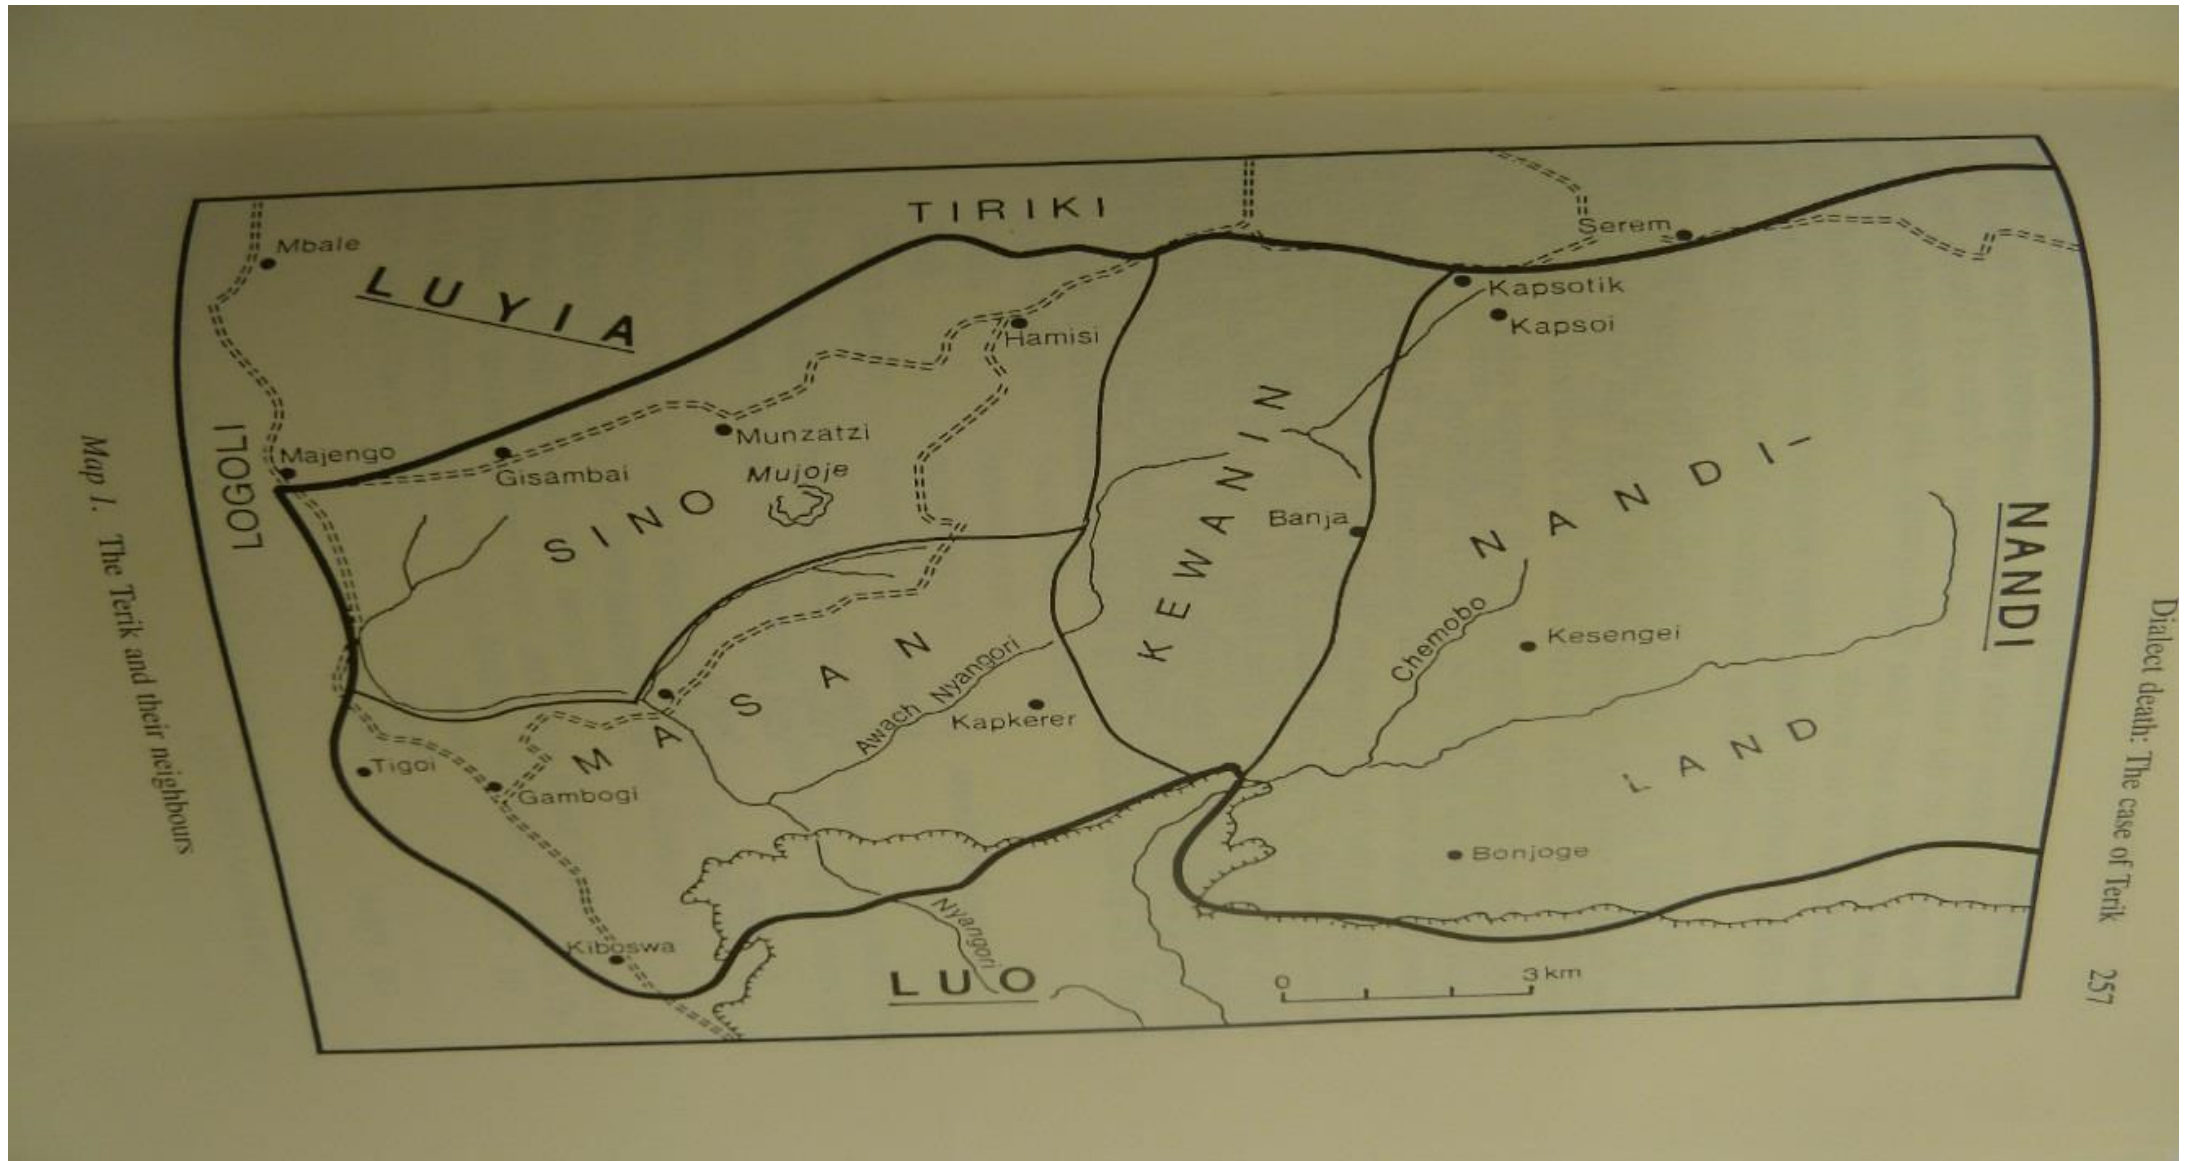 Dialect death: The case of Terik 257
TIRIKI
Mbale
LUYIA
Serem
Kapsotik
Kapsoi
Hamisi
Munzatzi
Mujoje
Majengo
Gisambai
LOGOLI
SINO
KEWANIN
Banja
NANDI-
NANDI
Chemobo
Kesengei
MASAN
Awach Nyangori
Kapkerer
Tigoi
Gambogi
LAND
Bonjoge
Kiboswa
Nyangori
LUO
0 3 km
Map 1. The Terik and their neighbours